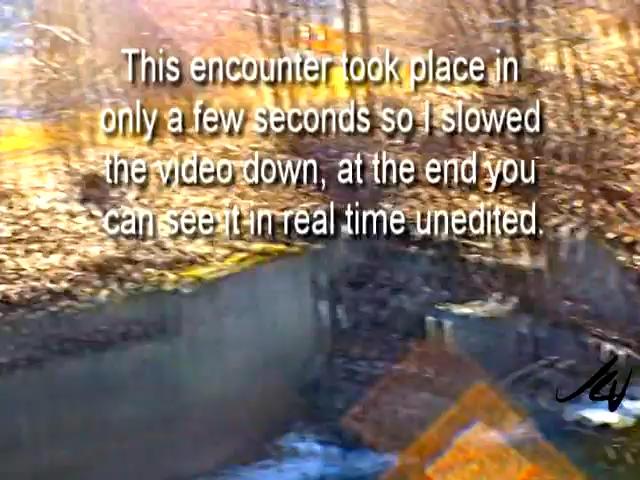 This encounter took place in
only a few seconds so I slowed
the video down, at the end you
can see it in real time unedited.